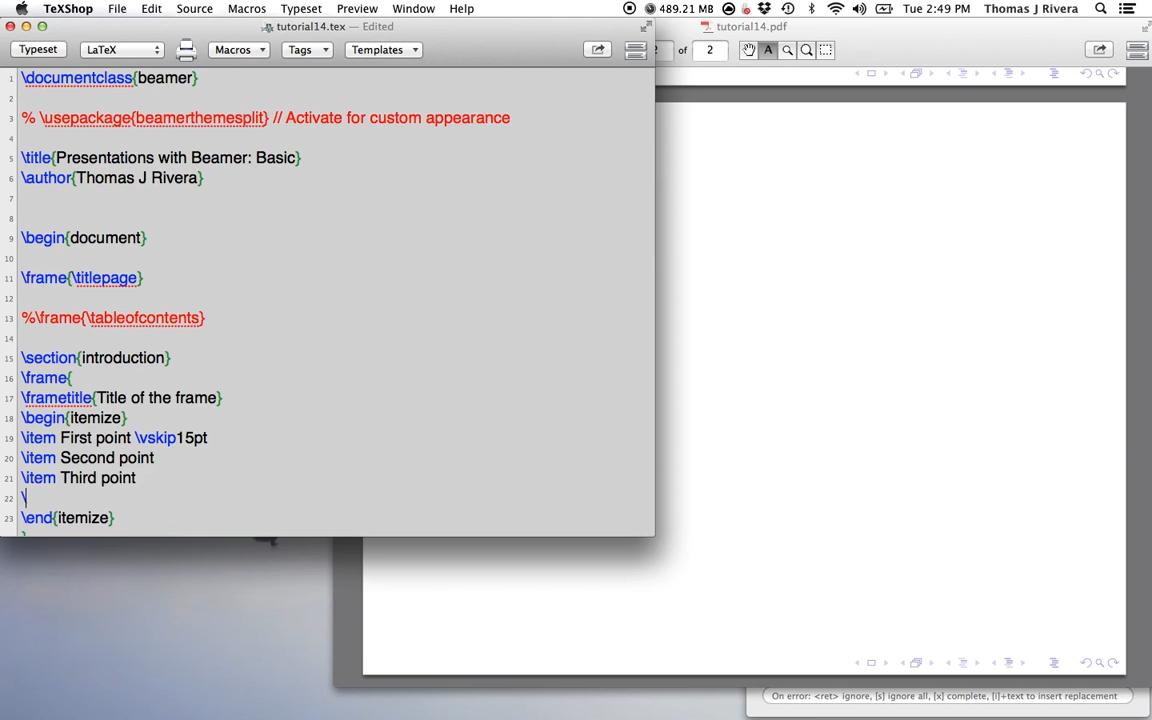 TeXShop File Edit Source Macros Typeset Preview Window Help 489.21 MB Tue 2:49 PM Thomas J Rivera
tutorial14.tex — Edited
tutorial14.pdf
Typeset LaTeX Macros Tags Templates
2 of 2
1 \documentclass{beamer}
2
3 % \usepackage{beamerthemesplit} // Activate for custom appearance
4
5 \title{Presentations with Beamer: Basic}
6 \author{Thomas J Rivera}
7
8
9 \begin{document}
10
11 \frame{\titlepage}
12
13 %\frame{\tableofcontents}
14
15 \section{introduction}
16 \frame{
17 \frametitle{Title of the frame}
18 \begin{itemize}
19 \item First point \vskip15pt
20 \item Second point
21 \item Third point
22 \
23 \end{itemize}
}
On error: <ret> ignore, [s] ignore all, [x] complete, [i]+text to insert replacement